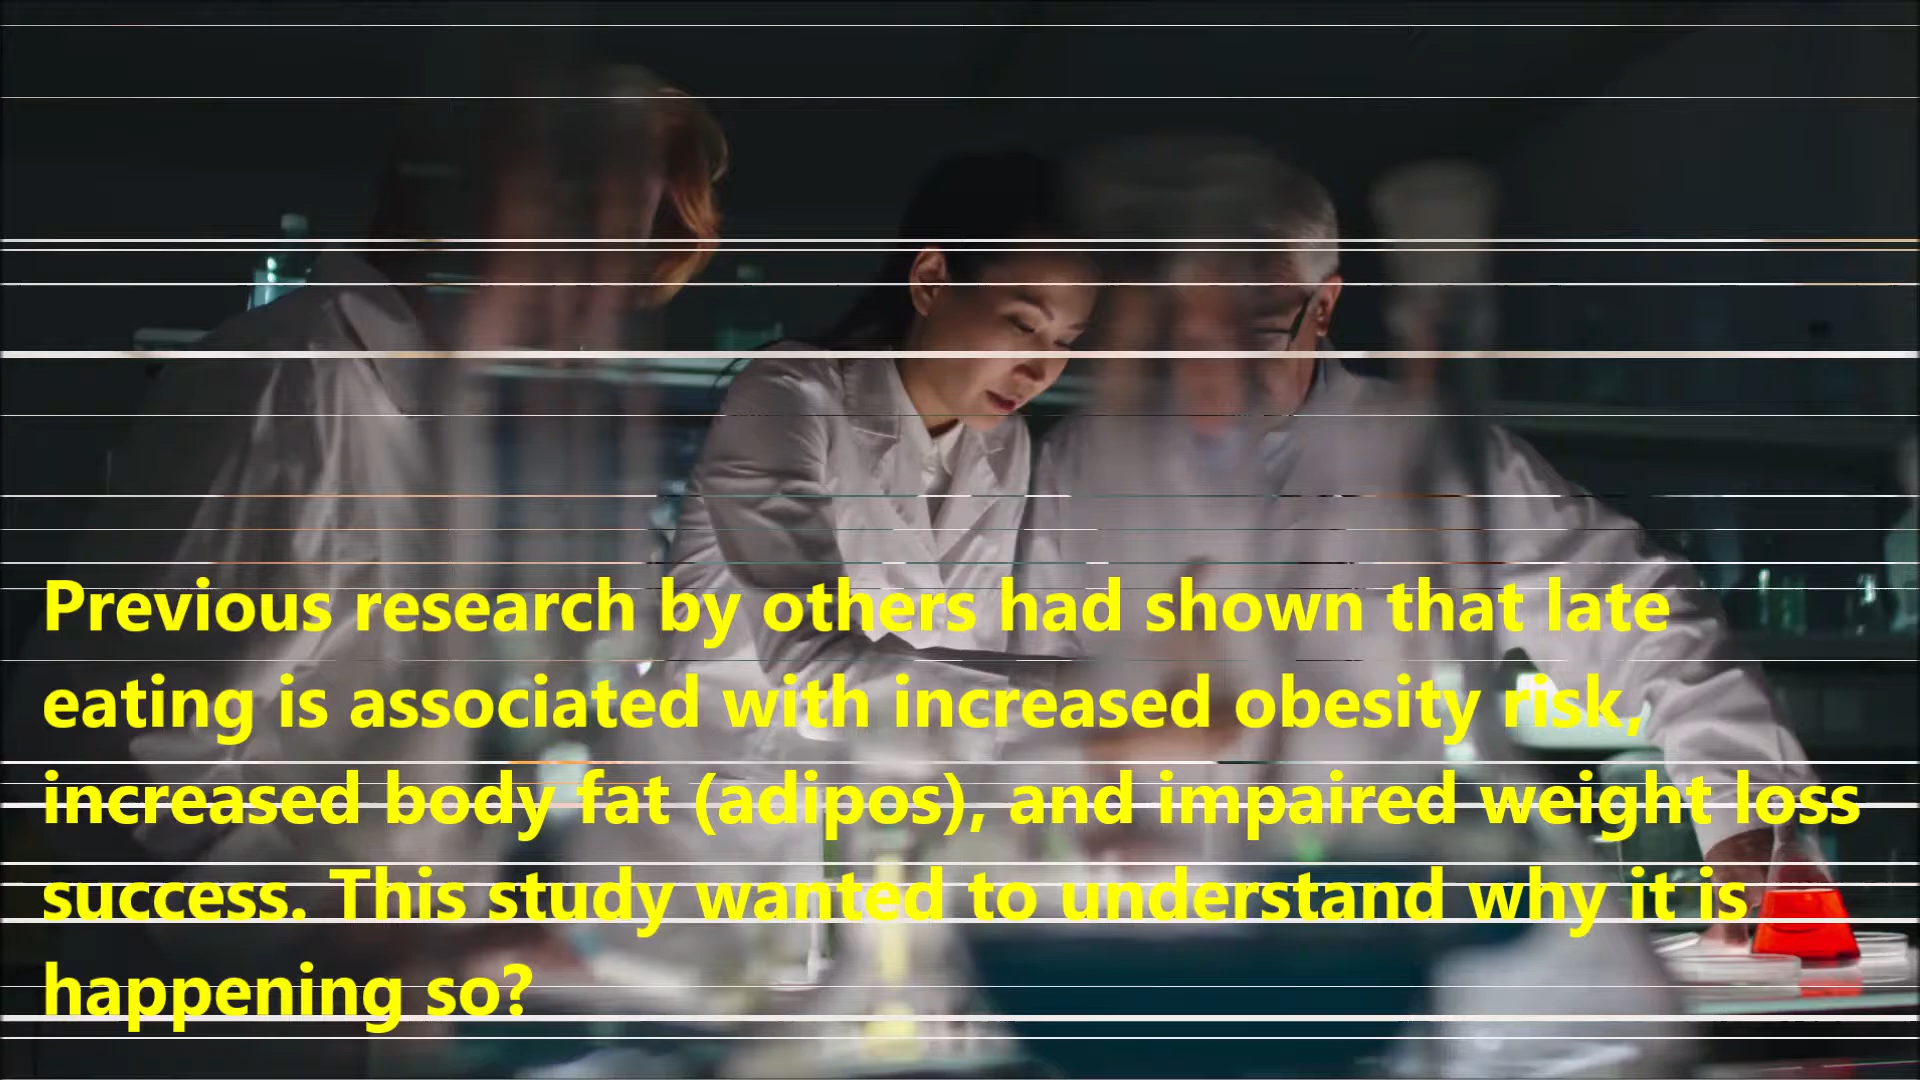 Previous research by others had shown that late
eating is associated with increased obesity risk,
increased body fat (adipos), and impaired weight loss
success. This study wanted to understand why it is
happening so?